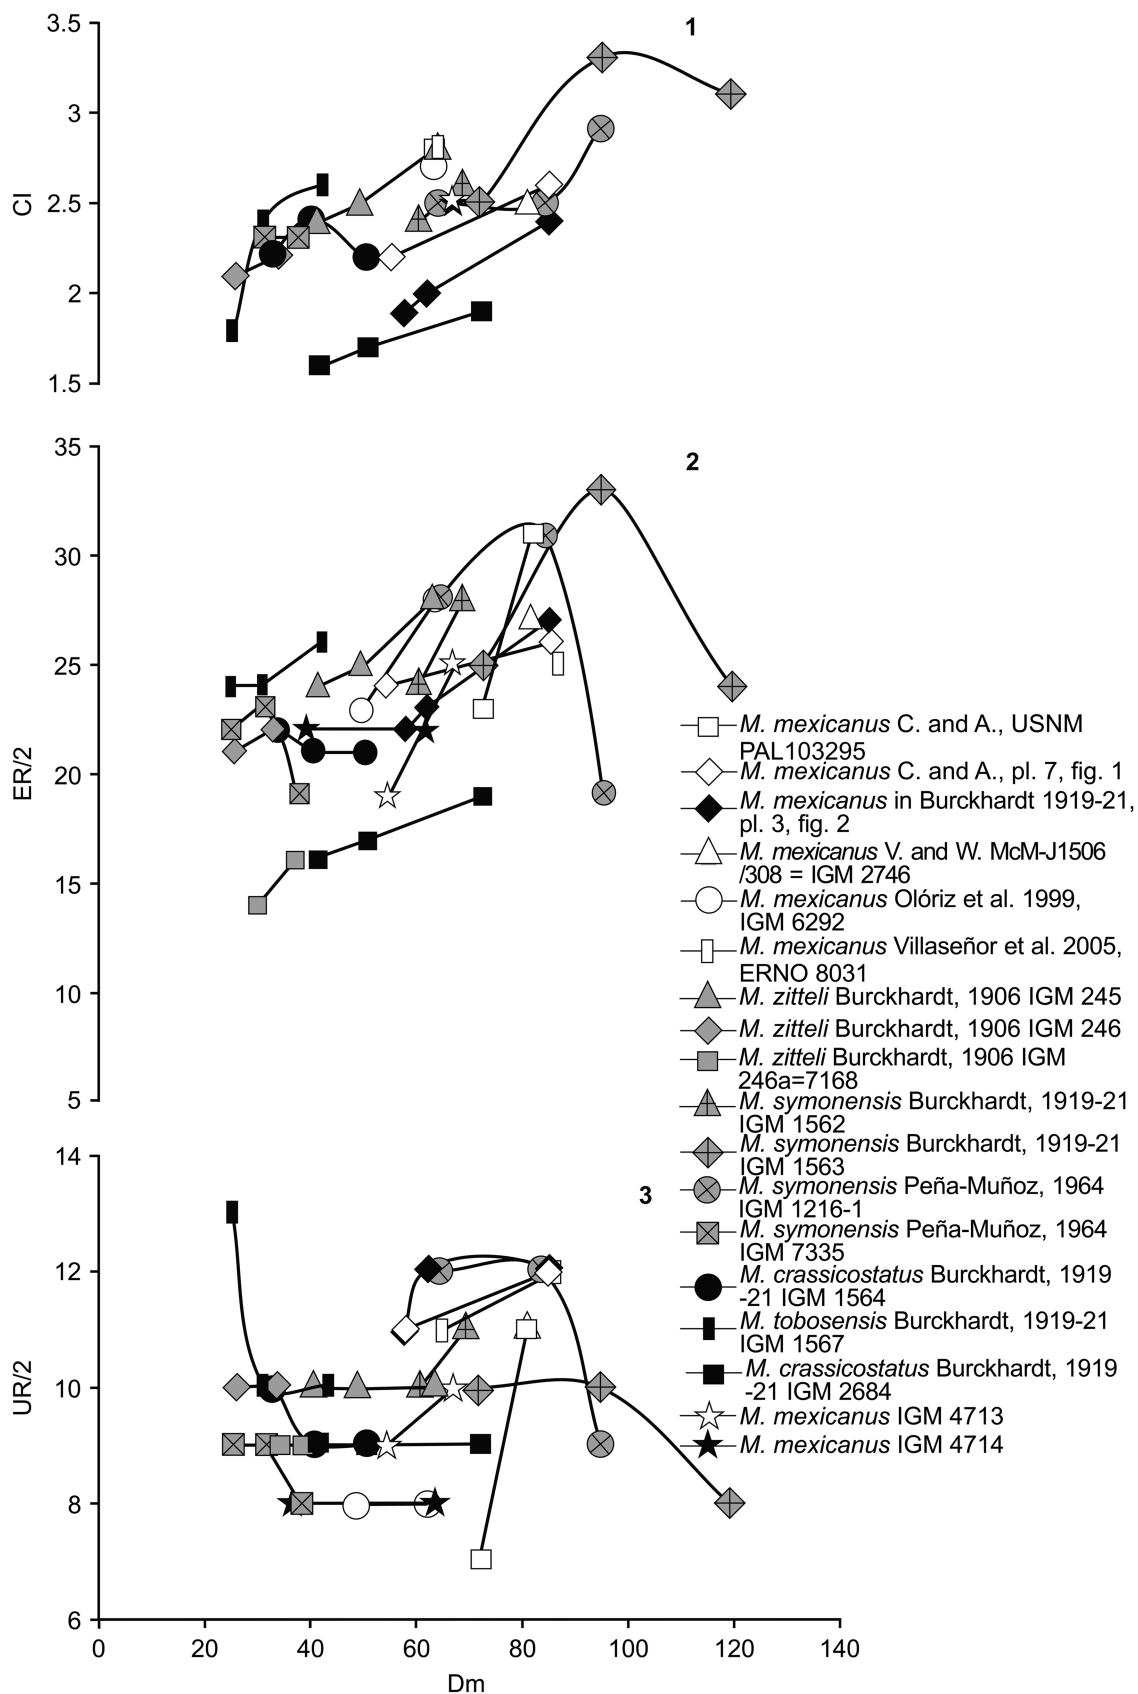 1
3.5
3
2.5
2
1.5
CI
2
35
30
25
20
15
10
5
ER/2
M. mexicanus C. and A., USNM
PAL103295
M. mexicanus C. and A., pl. 7, fig. 1
M. mexicanus in Burckhardt 1919-21,
pl. 3, fig. 2
M. mexicanus V. and W. McM-J1506
/308 = IGM 2746
M. mexicanus Olóriz et al. 1999,
IGM 6292
M. mexicanus Villaseñor et al. 2005,
ERNO 8031
M. zitteli Burckhardt, 1906 IGM 245
M. zitteli Burckhardt, 1906 IGM 246
M. zitteli Burckhardt, 1906 IGM
246a=7168
M. symonensis Burckhardt, 1919-21
IGM 1562
M. symonensis Burckhardt, 1919-21
IGM 1563
M. symonensis Peña-Muñoz, 1964
IGM 1216-1
M. symonensis Peña-Muñoz, 1964
IGM 7335
M. crassicostatus Burckhardt, 1919
-21 IGM 1564
M. tobosensis Burckhardt, 1919-21
IGM 1567
M. crassicostatus Burckhardt, 1919
-21 IGM 2684
M. mexicanus IGM 4713
M. mexicanus IGM 4714
3
14
12
10
8
6
UR/2
0 20 40 60 80 100 120 140
Dm